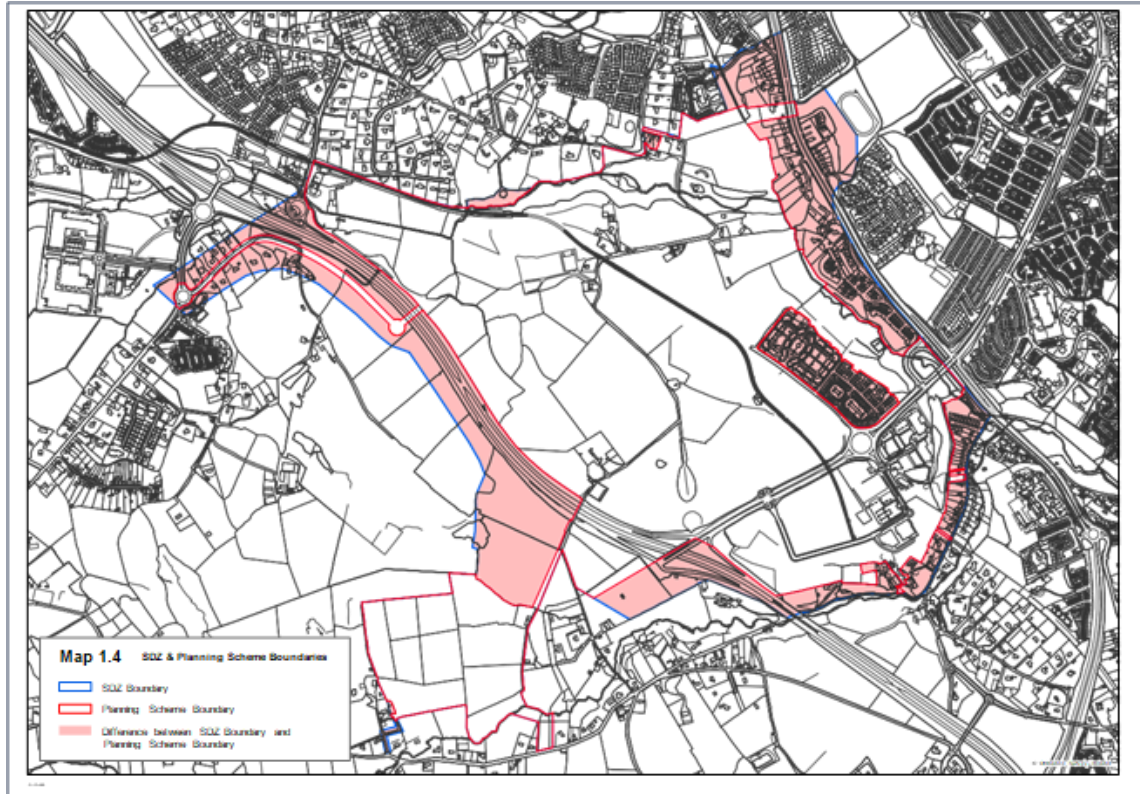 Map 1.4 SDZ & Planning Scheme Boundaries
SDZ Boundary
Planning Scheme Boundary
Difference between SDZ Boundary and
Planning Scheme Boundary